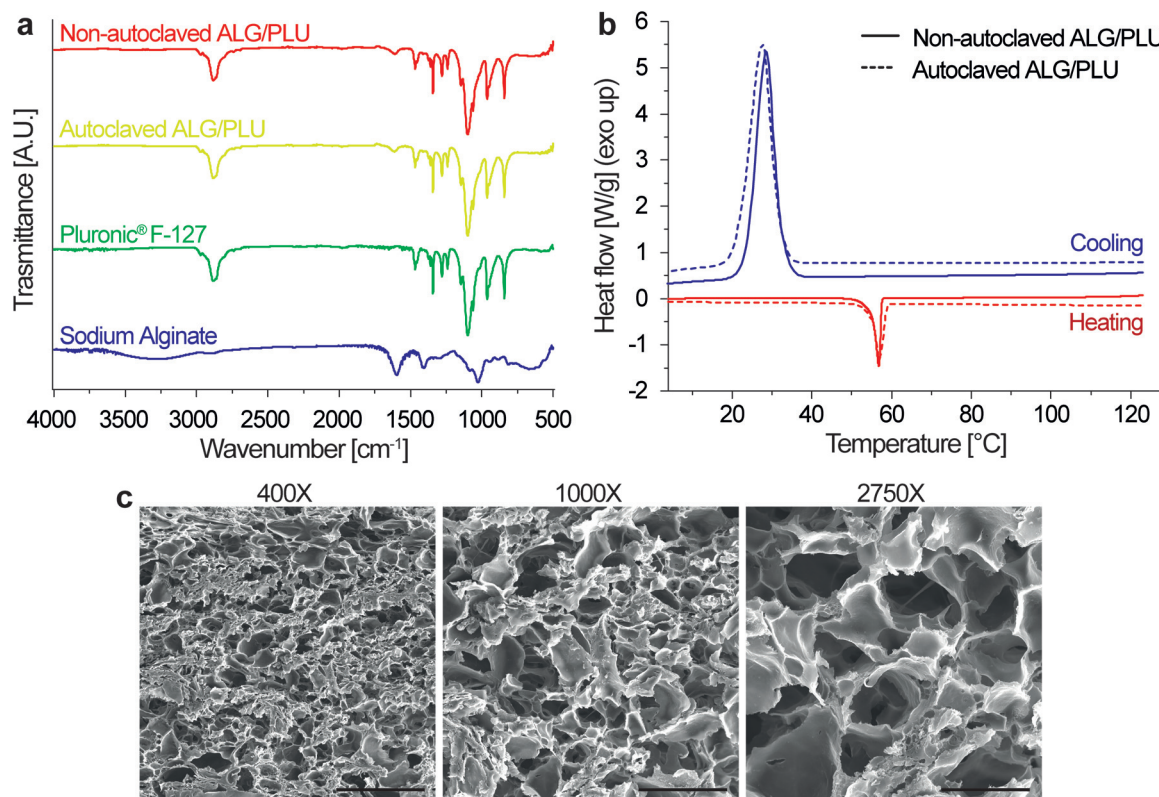 a
Non-autoclaved ALG/PLU
Autoclaved ALG/PLU
Pluronic® F-127
Sodium Alginate
Trasmittance [A.U.]
4000 3500 3000 2500 2000 1500 1000 500
Wavenumber [cm-1]
b
Non-autoclaved ALG/PLU
Autoclaved ALG/PLU
Heat flow [W/g] (exo up)
6
5
4
3
2
1
0
-1
-2
Cooling
Heating
20 40 60 80 100 120
Temperature [°C]
c
400X 1000X 2750X